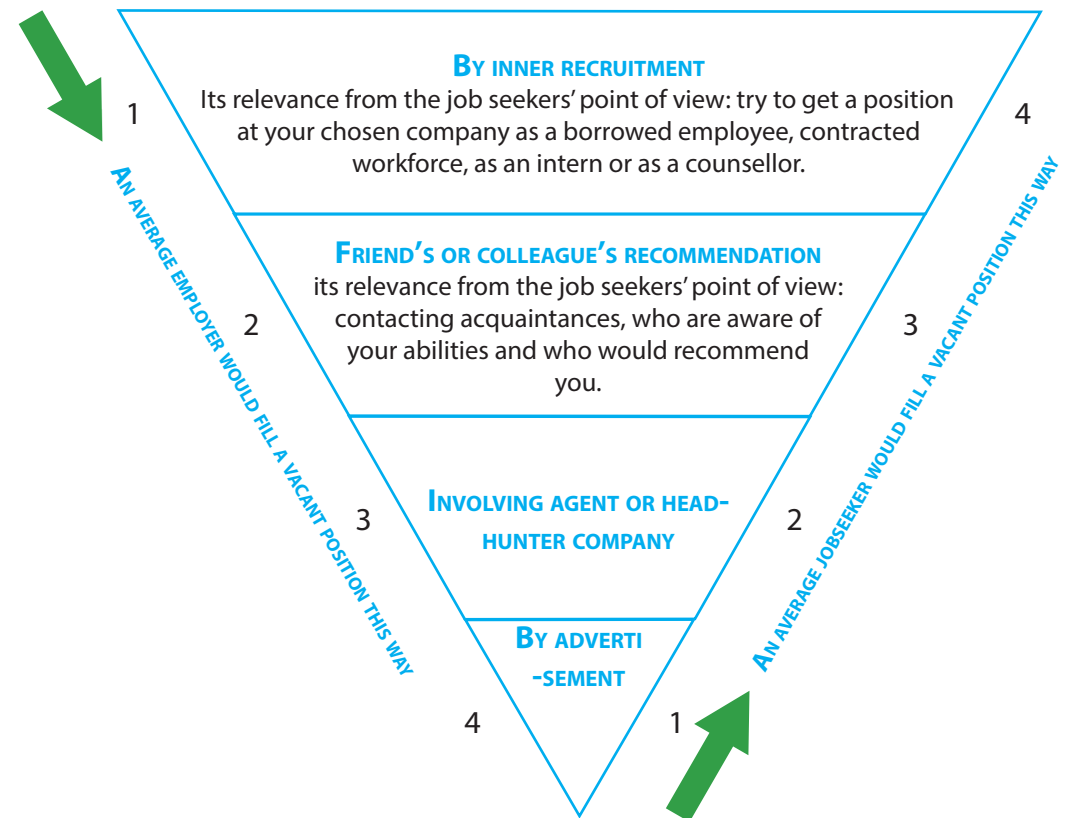 BY INNER RECRUITMENT
Its relevance from the job seekers' point of view: try to get a position
at your chosen company as a borrowed employee, contracted
workforce, as an intern or as a counsellor.
1
4
AN AVERAGE EMPLOYER WOULD FILL A VACANT POSITION THIS WAY
AN AVERAGE JOBSEEKER WOULD FILL A VACANT POSITION THIS WAY
FRIEND'S OR COLLEAGUE'S RECOMMENDATION
its relevance from the job seekers' point of view:
contacting acquaintances, who are aware of
your abilities and who would recommend
you.
2
3
INVOLVING AGENT OR HEAD-
HUNTER COMPANY
3
2
BY ADVERTI
-SEMENT
4
1